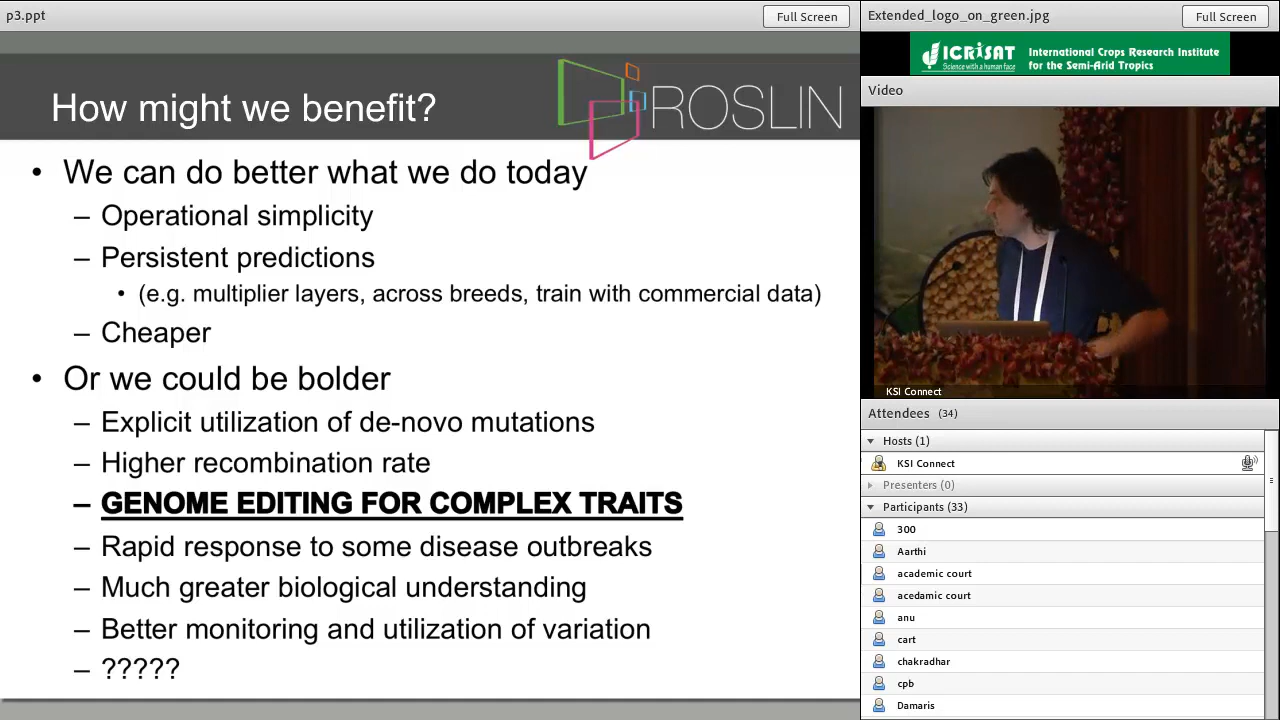 p3.ppt
Full Screen
How might we benefit?
ROSLIN
• We can do better what we do today
– Operational simplicity
– Persistent predictions
• (e.g. multiplier layers, across breeds, train with commercial data)
– Cheaper
• Or we could be bolder
– Explicit utilization of de-novo mutations
– Higher recombination rate
– GENOME EDITING FOR COMPLEX TRAITS
– Rapid response to some disease outbreaks
– Much greater biological understanding
– Better monitoring and utilization of variation
– ?????
Extended_logo_on_green.jpg
Full Screen
ICRISAT
Science with a human face
International Crops Research Institute
for the Semi-Arid Tropics
Video
KSI Connect
Attendees (34)
Hosts (1)
KSI Connect
Presenters (0)
Participants (33)
300
Aarthi
academic court
acedamic court
anu
cart
chakradhar
cpb
Damaris